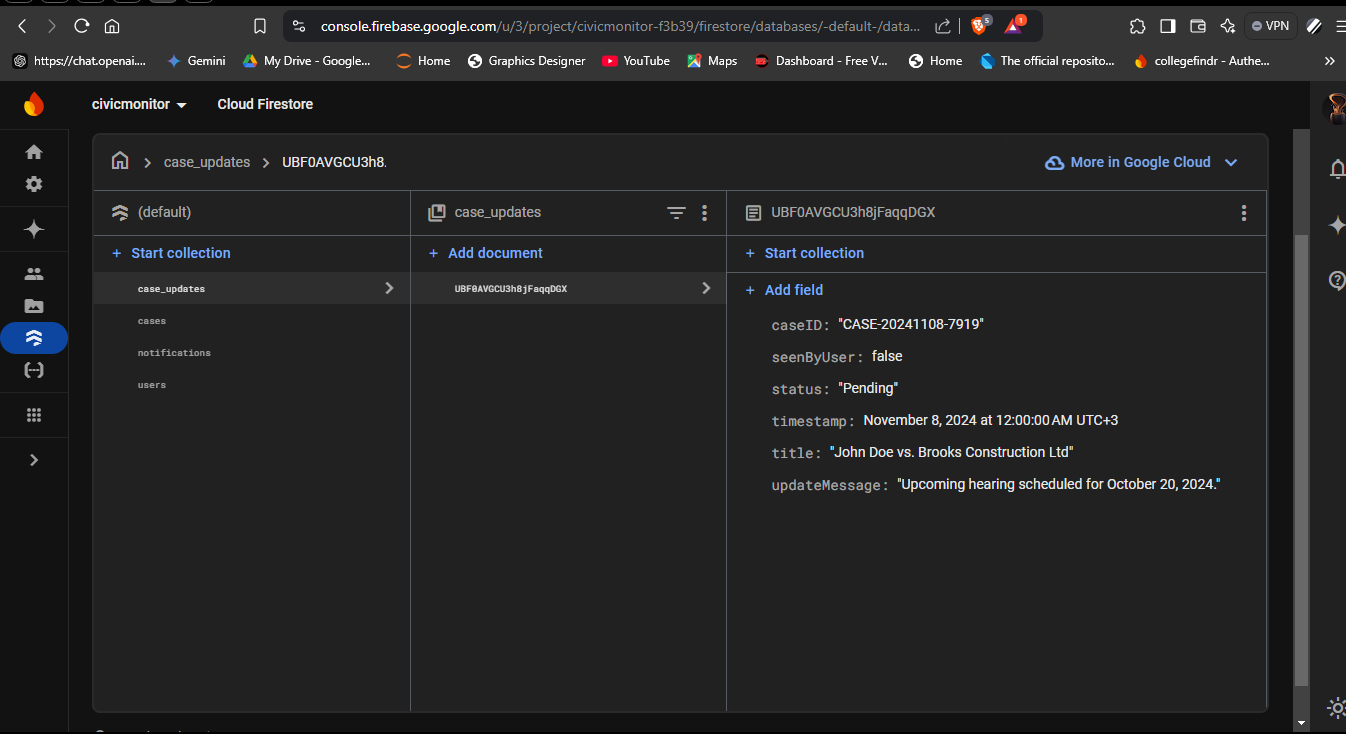 console.firebase.google.com/u/3/project/civicmonitor-f3b39/firestore/databases/-default-/data...
5
1
VPN
https://chat.openai....
Gemini
My Drive - Google...
Home
Graphics Designer
YouTube
Maps
Dashboard - Free V...
Home
The official reposito...
collegefindr - Authe...
»
civicmonitor
Cloud Firestore
case_updates
UBF0AVGCU3h8.
More in Google Cloud
(default)
case_updates
UBF0AVGCU3h8jFaqqDGX
+ Start collection
+ Add document
+ Start collection
case_updates
UBF0AVGCU3h8jFaqqDGX
+ Add field
cases
notifications
users
caseID: "CASE-20241108-7919"
seenByUser: false
status: "Pending"
timestamp: November 8, 2024 at 12:00:00 AM UTC+3
title: "John Doe vs. Brooks Construction Ltd"
updateMessage: "Upcoming hearing scheduled for October 20, 2024."